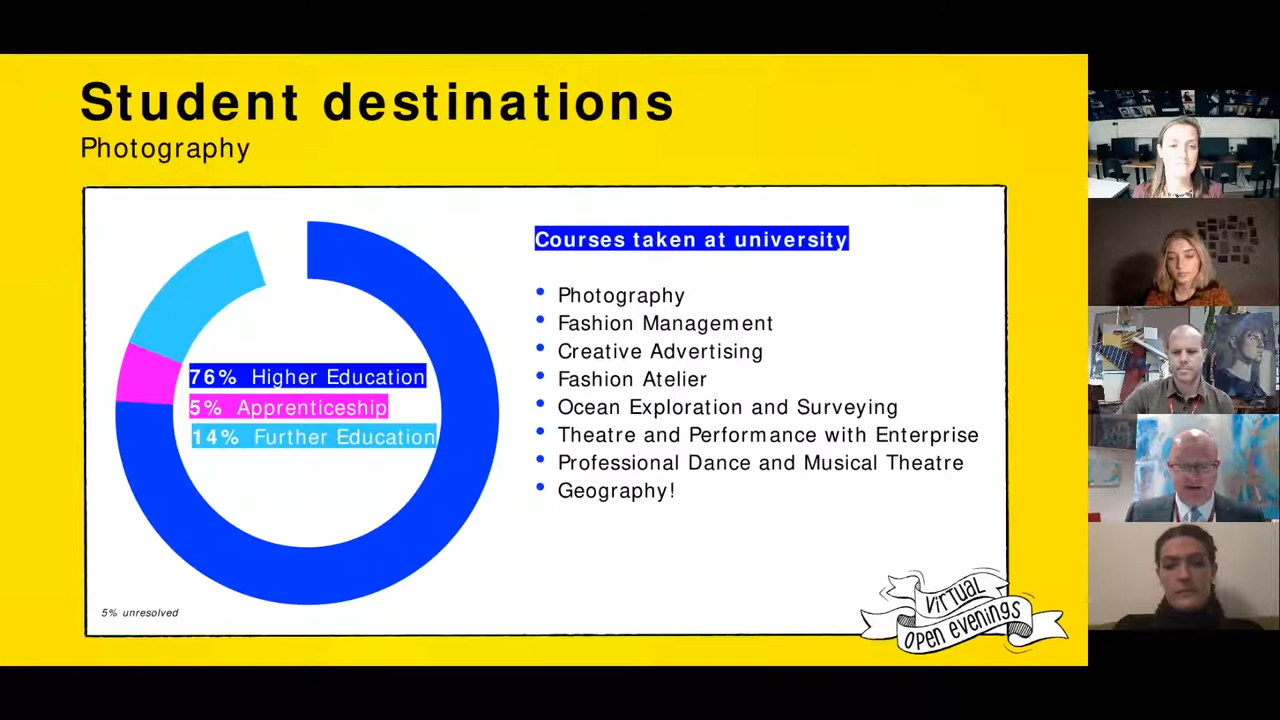 Student destinations
Photography
Courses taken at university
Photography
Fashion Management
Creative Advertising
Fashion Atelier
Ocean Exploration and Surveying
Theatre and Performance with Enterprise
Professional Dance and Musical Theatre
Geography!
76% Higher Education
5% Apprenticeship
14% Further Education
5% unresolved
VIRTUAL
OPEN EVENINGS